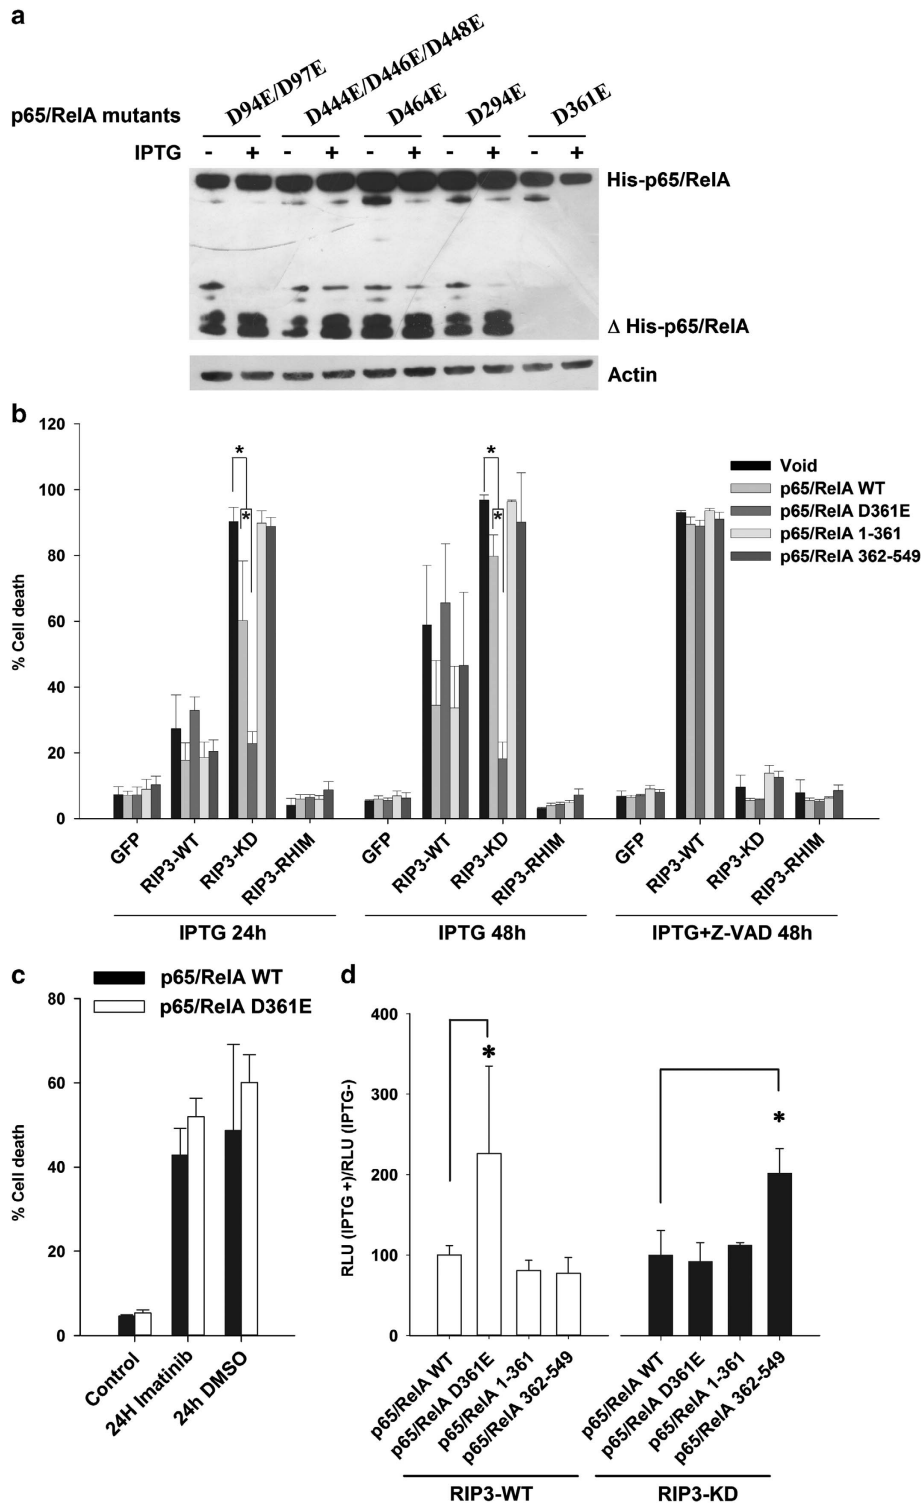 a
D94E/D97E D444E/D446E/D448E D464E D294E D361E
p65/RelA mutants
IPTG - + - + - + - + - +
His-p65/RelA
Δ His-p65/RelA
Actin
b
120
100
80
60
40
20
0
% Cell death
* * * *
Void
p65/RelA WT
p65/RelA D361E
p65/RelA 1-361
p65/RelA 362-549
GFP RIP3-WT RIP3-KD RIP3-RHIM GFP RIP3-WT RIP3-KD RIP3-RHIM GFP RIP3-WT RIP3-KD RIP3-RHIM
IPTG 24h IPTG 48h IPTG+Z-VAD 48h
c
p65/RelA WT
p65/RelA D361E
80
60
40
20
0
% Cell death
Control 24H Imatinib 24h DMSO
d
400
300
200
100
0
RLU (IPTG +)/RLU (IPTG-)
* *
p65/RelA WT p65/RelA D361E p65/RelA 1-361 p65/RelA 362-549 p65/RelA WT p65/RelA D361E p65/RelA 1-361 p65/RelA 362-549
RIP3-WT RIP3-KD